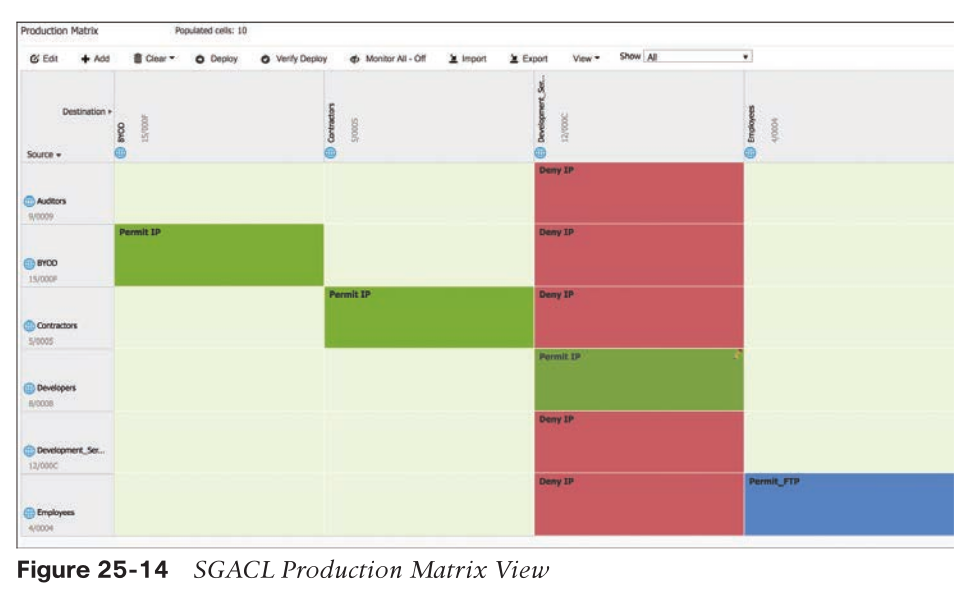 Production Matrix Populated cells: 10
Edit Add Clear Deploy Verify Deploy Monitor All - Off Import Export View Show All
Destination
Source
BYOD 15/000F
Contractors 5/0005
Development_Ser... 12/000C
Employees 4/0004
Auditors
9/0009
Deny IP
BYOD
15/000F
Permit IP Deny IP
Contractors
5/0005
Permit IP Deny IP
Developers
8/0008
Permit IP
Development_Ser...
12/000C
Deny IP
Employees
4/0004
Deny IP Permit_FTP
Figure 25-14 SGACL Production Matrix View